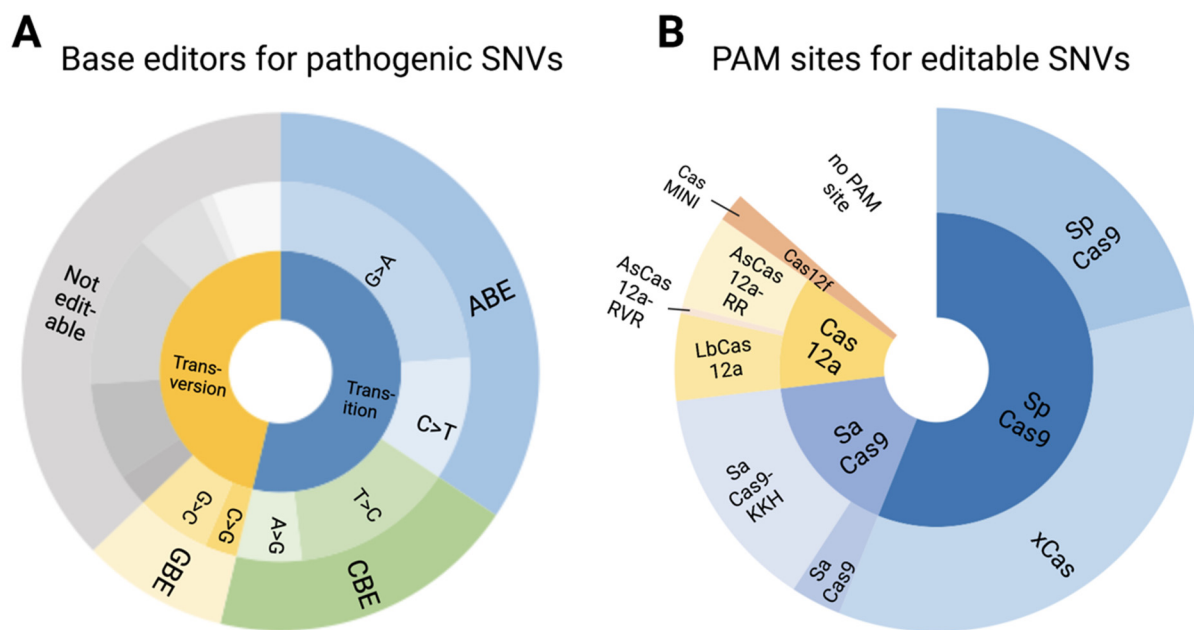 A
Base editors for pathogenic SNVs
Not
edit-
able
G>A
ABE
Trans-
version
Trans-
ition
C>T
G>C
C>G
A>G
T>C
GBE
CBE
B
PAM sites for editable SNVs
no PAM
site
Cas
MINI
Sp
Cas9
AsCas
12a-
RVR
AsCas
12a-
RR
Cas12f
LbCas
12a
Cas
12a
Sp
Cas9
Sa
Cas9
Sa
Cas9-
KKH
Sa
Cas9
xCas